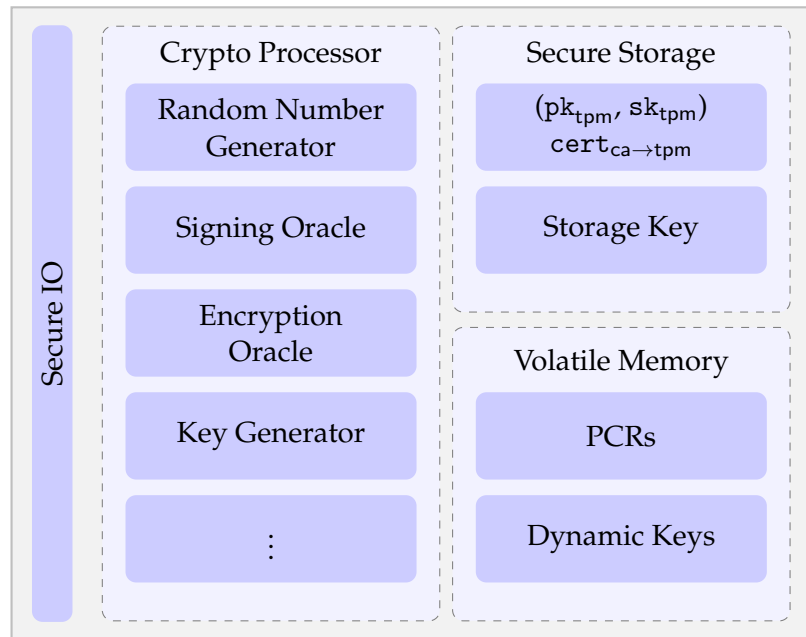 Secure IO
Crypto Processor
Random Number
Generator
Signing Oracle
Encryption
Oracle
Key Generator
⋮
Secure Storage
(pk_tpm, sk_tpm)
cert_ca→tpm
Storage Key
Volatile Memory
PCRs
Dynamic Keys